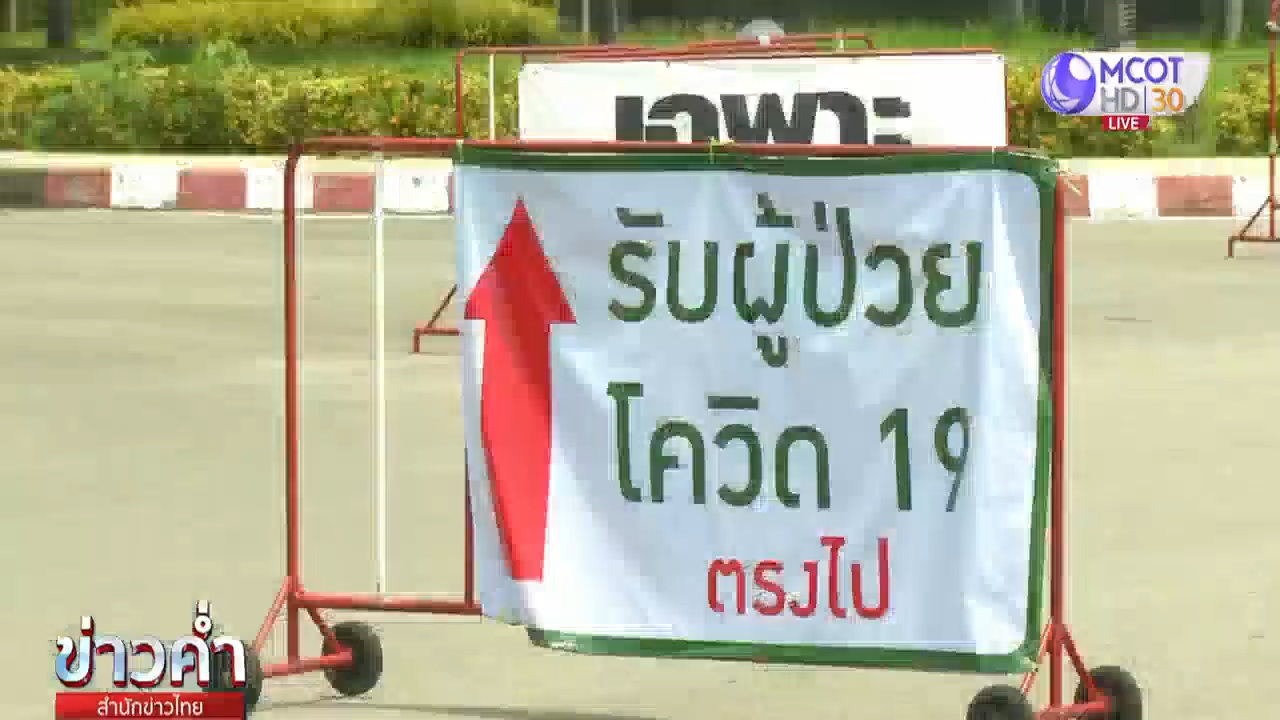 MCOT
HD 30
LIVE
เฉพาะ
รับผู้ป่วย
โควิด 19
ตรงไป
ข่าวค่ำ
สำนักข่าวไทย